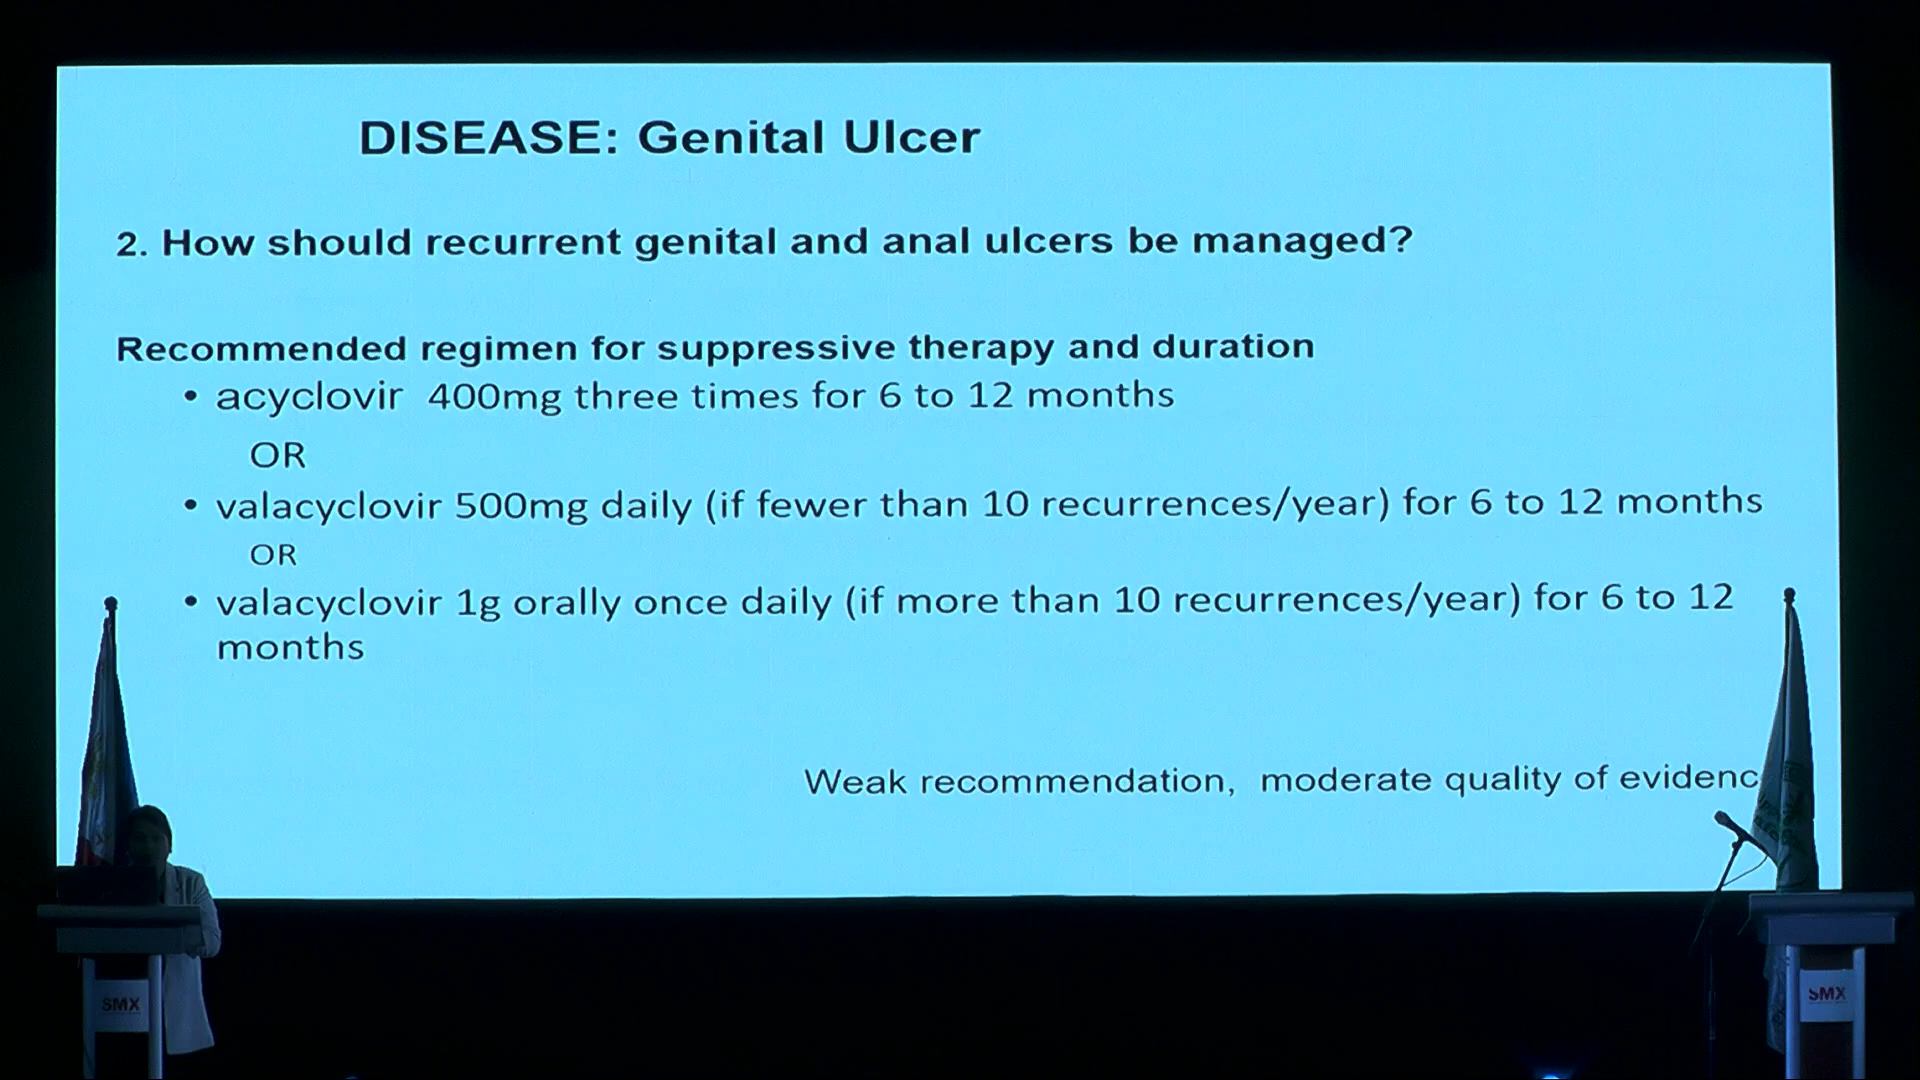 DISEASE: Genital Ulcer
2. How should recurrent genital and anal ulcers be managed?
Recommended regimen for suppressive therapy and duration
• acyclovir 400mg three times for 6 to 12 months
OR
• valacyclovir 500mg daily (if fewer than 10 recurrences/year) for 6 to 12 months
OR
• valacyclovir 1g orally once daily (if more than 10 recurrences/year) for 6 to 12
months
Weak recommendation, moderate quality of evidenc
SMX
SMX